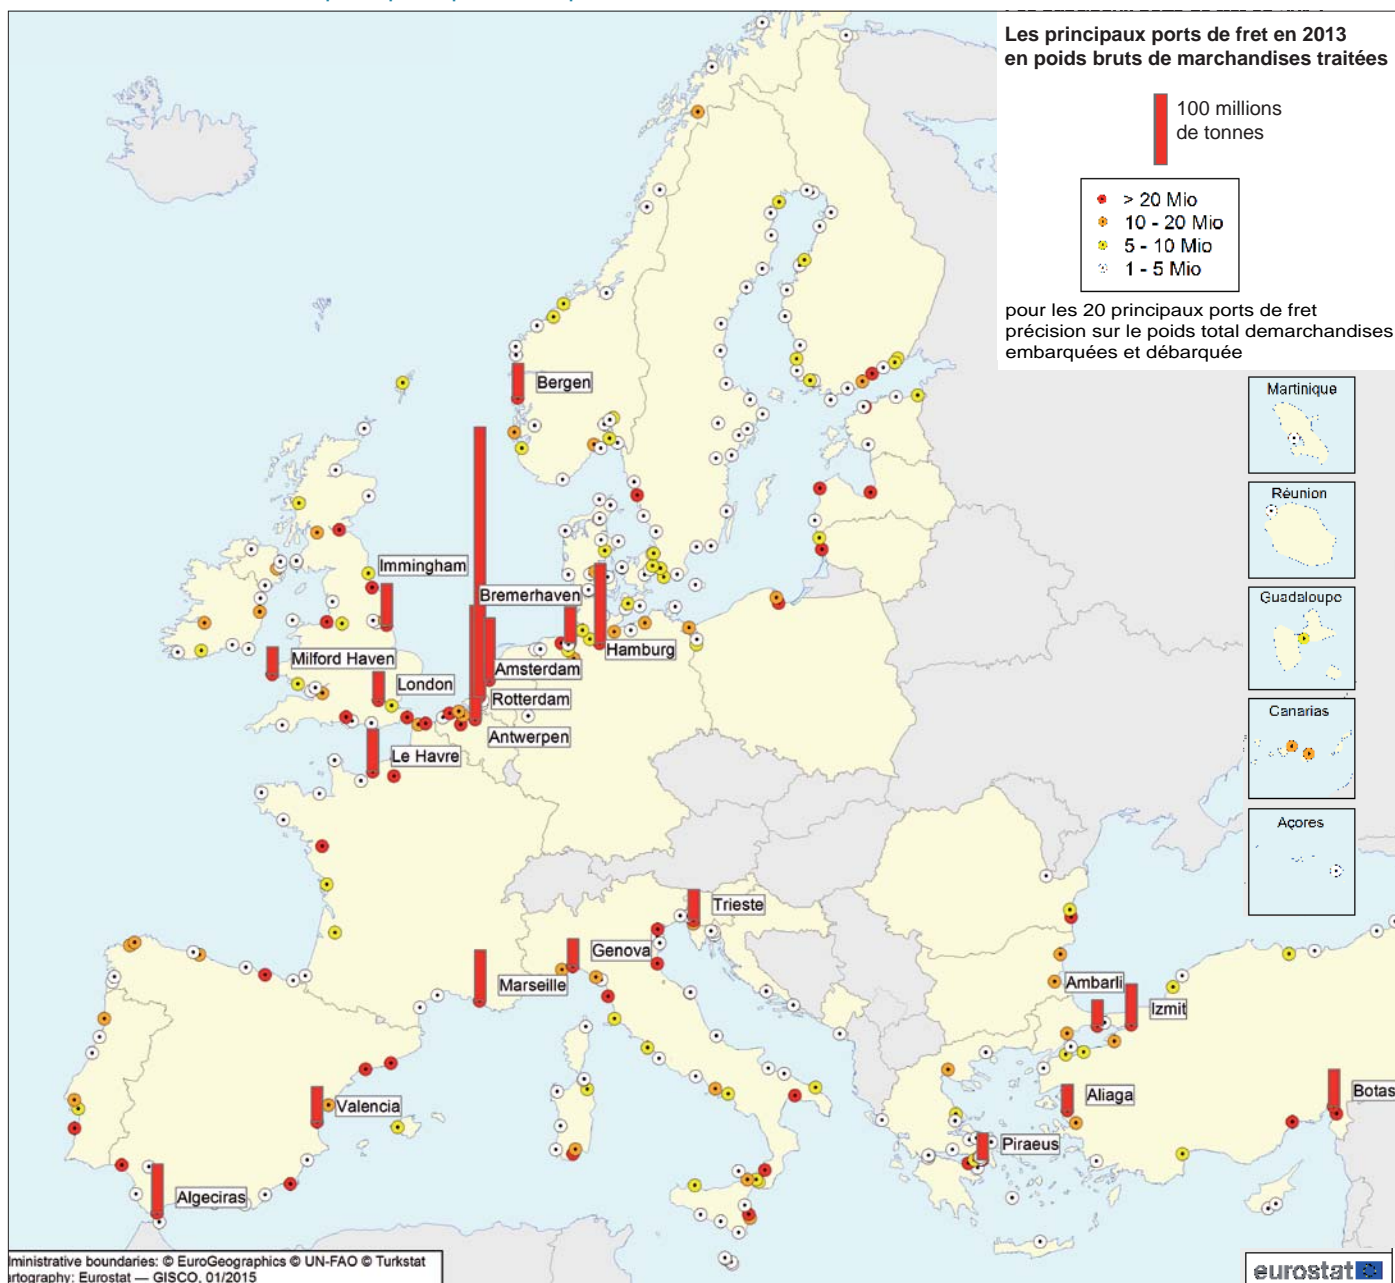 Les principaux ports de fret en 2013
en poids bruts de marchandises traitées
100 millions
de tonnes
> 20 Mio
10 - 20 Mio
5 - 10 Mio
1 - 5 Mio
pour les 20 principaux ports de fret
précision sur le poids total demarchandises
embarquées et débarquée
Martinique
Réunion
Guadaloupe
Canarias
Açores
Bergen
Immingham
Bremerhaven
Hamburg
Milford Haven
London
Amsterdam
Rotterdam
Antwerpen
Le Havre
Trieste
Genova
Marseille
Ambarli
Izmit
Valencia
Aliaga
Botas
Piraeus
Algeciras
ministrative boundaries: © EuroGeographics © UN-FAO © Turkstat
rtography: Eurostat — GISCO, 01/2015
eurostat